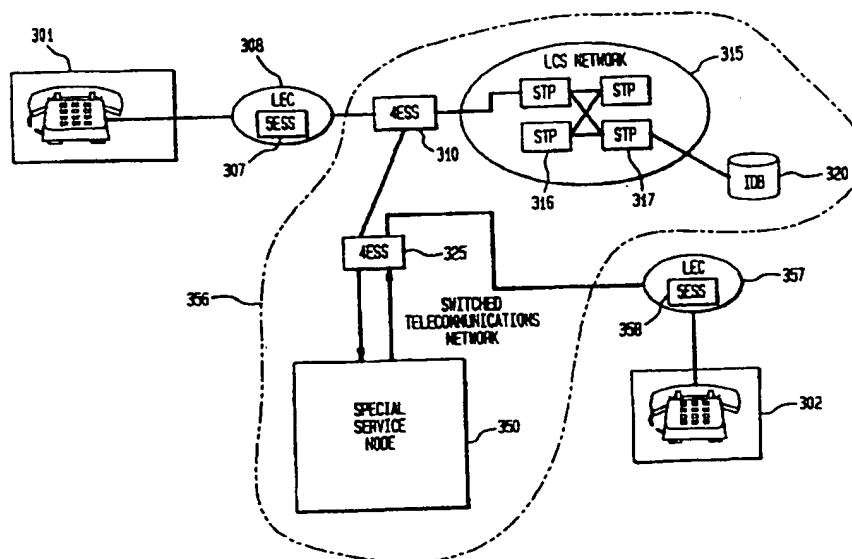 301
308
LEC
5ESS
307
4ESS
310
LCS NETWORK
315
STP
STP
STP
STP
316
317
IDB
320
4ESS
325
356
SWITCHED
TELECOMMUNICATIONS
NETWORK
LEC
5ESS
357
358
SPECIAL
SERVICE
NODE
350
302